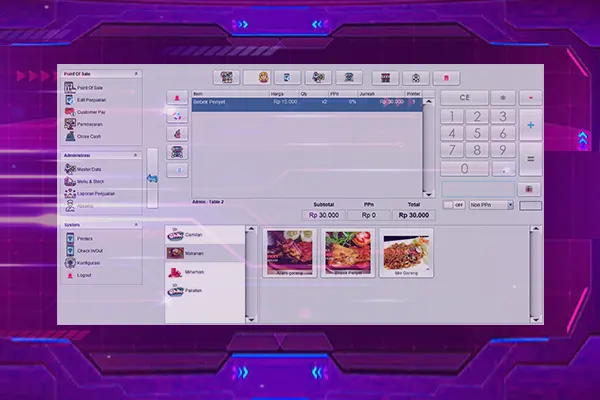 Point Of Sale
Point Of Sale
Edit Penjualan
Customer Pay
Pembayaran
Close Cash
Administrasi
Master Data
Menu & Stock
Laporan Penjualan
Absensi
System
Printers
Check In/Out
Konfigurasi
Logout
Item Harga Qty PPn Jumlah Printer
Bebek Penyet Rp 15.000 x2 0% Rp 30.000 1
Admin - Table 2
Subtotal PPn Total
Rp 30.000 Rp 0 Rp 30.000
CE
1 2 3 +
4 5 6
7 8 9 =
0 .
OFF Non PPn
Camilan
Makanan
Minuman
Paketan
Ayam goreng
Bebek Penyet
Mie Goreng